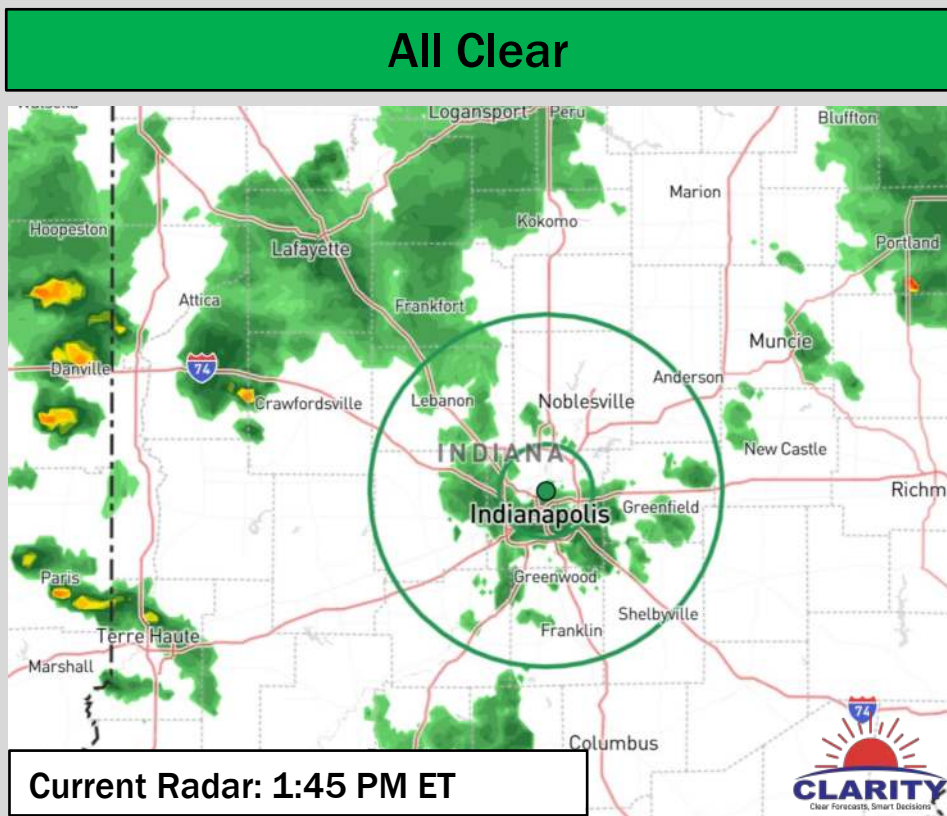 All Clear
Logansport Peru
Bluffton
Marion
Hoopeston
Kokomo
Lafayette
Portland
Attica
Frankfort
Muncie
Danville
74
Anderson
Crawfordsville
Lebanon
Noblesville
INDIANA
New Castle
Richm
Indianapolis
Greenfield
Paris
Greenwood
Shelbyville
Terre Haute
Franklin
Marshall
74
Columbus
Current Radar: 1:45 PM ET
CLARITY
Clear Forecasts, Smart Decisions